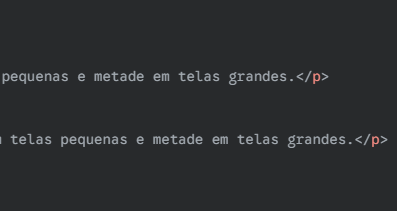 pequenas e metade em telas grandes.</p>
telas pequenas e metade em telas grandes.</p>